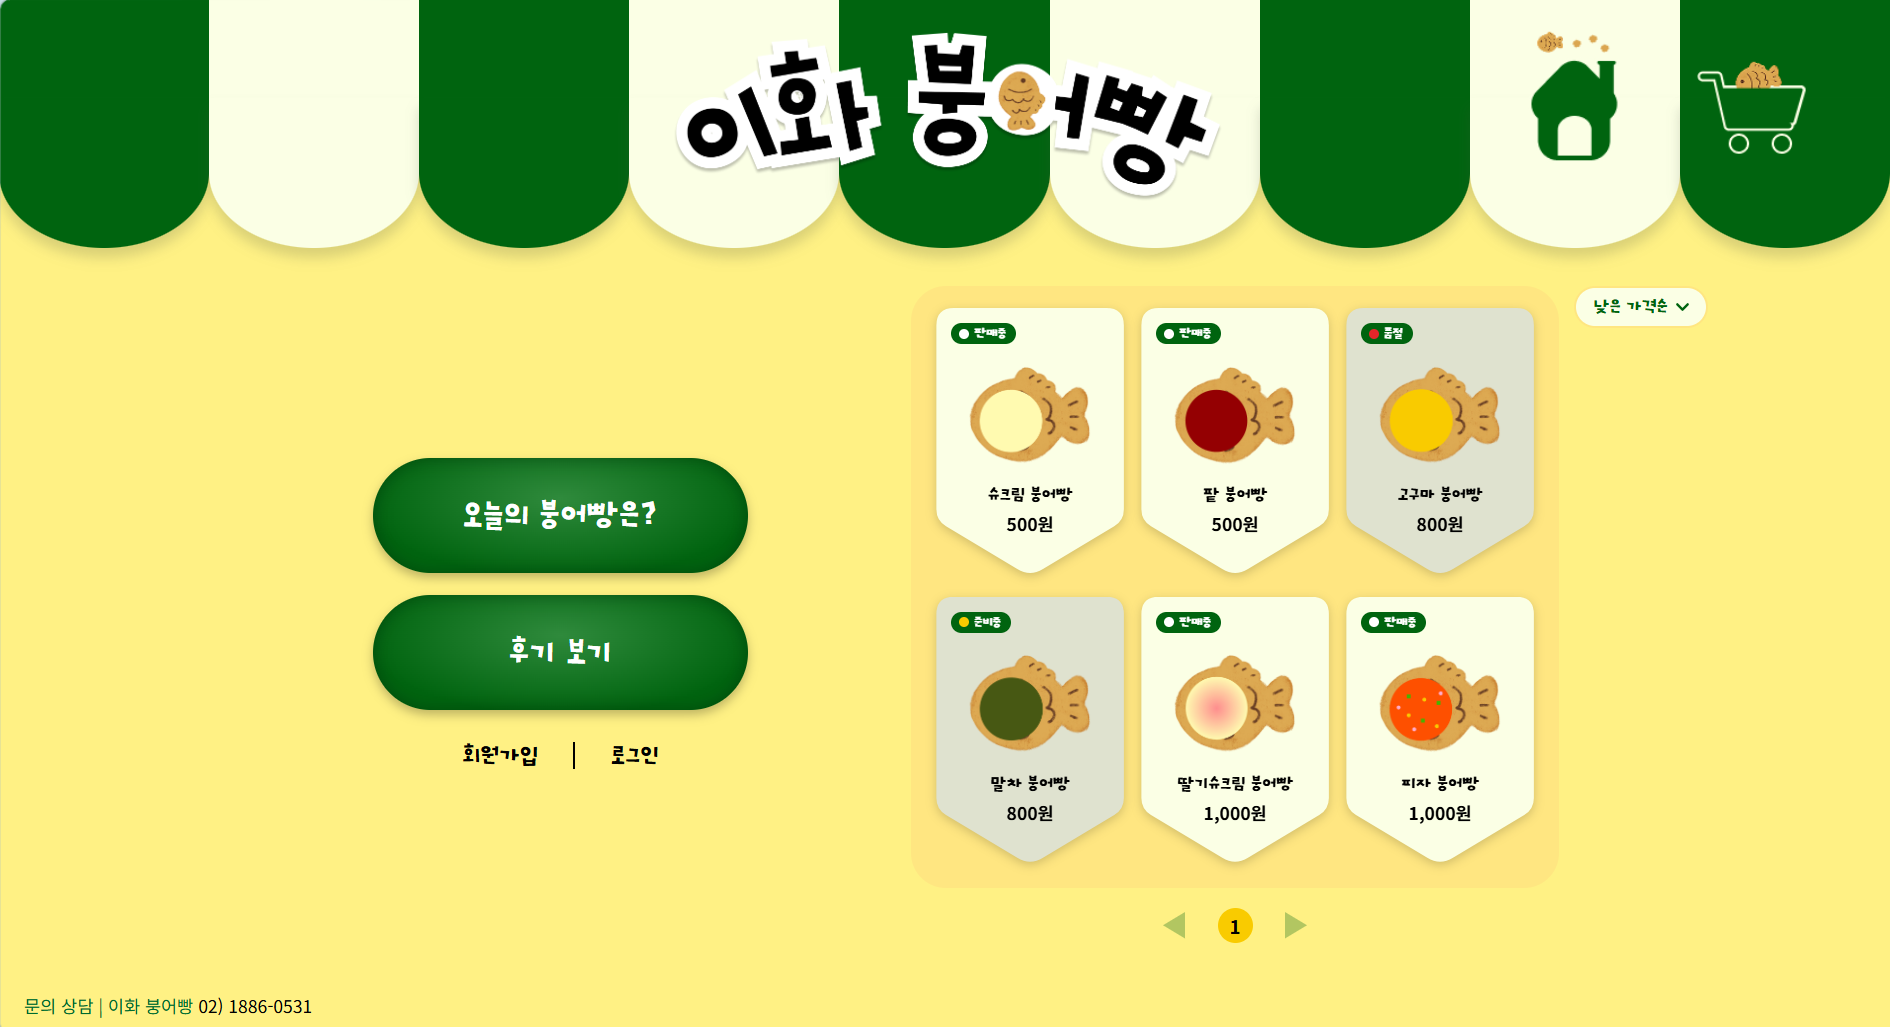 이화 붕어빵
낮은 가격순
판매중
슈크림 붕어빵
500원
판매중
팥 붕어빵
500원
품절
고구마 붕어빵
800원
오늘의 붕어빵은?
후기 보기
회원가입 | 로그인
준비중
말차 붕어빵
800원
판매중
딸기슈크림 붕어빵
1,000원
판매중
피자 붕어빵
1,000원
1
문의 상담 | 이화 붕어빵 02) 1886-0531